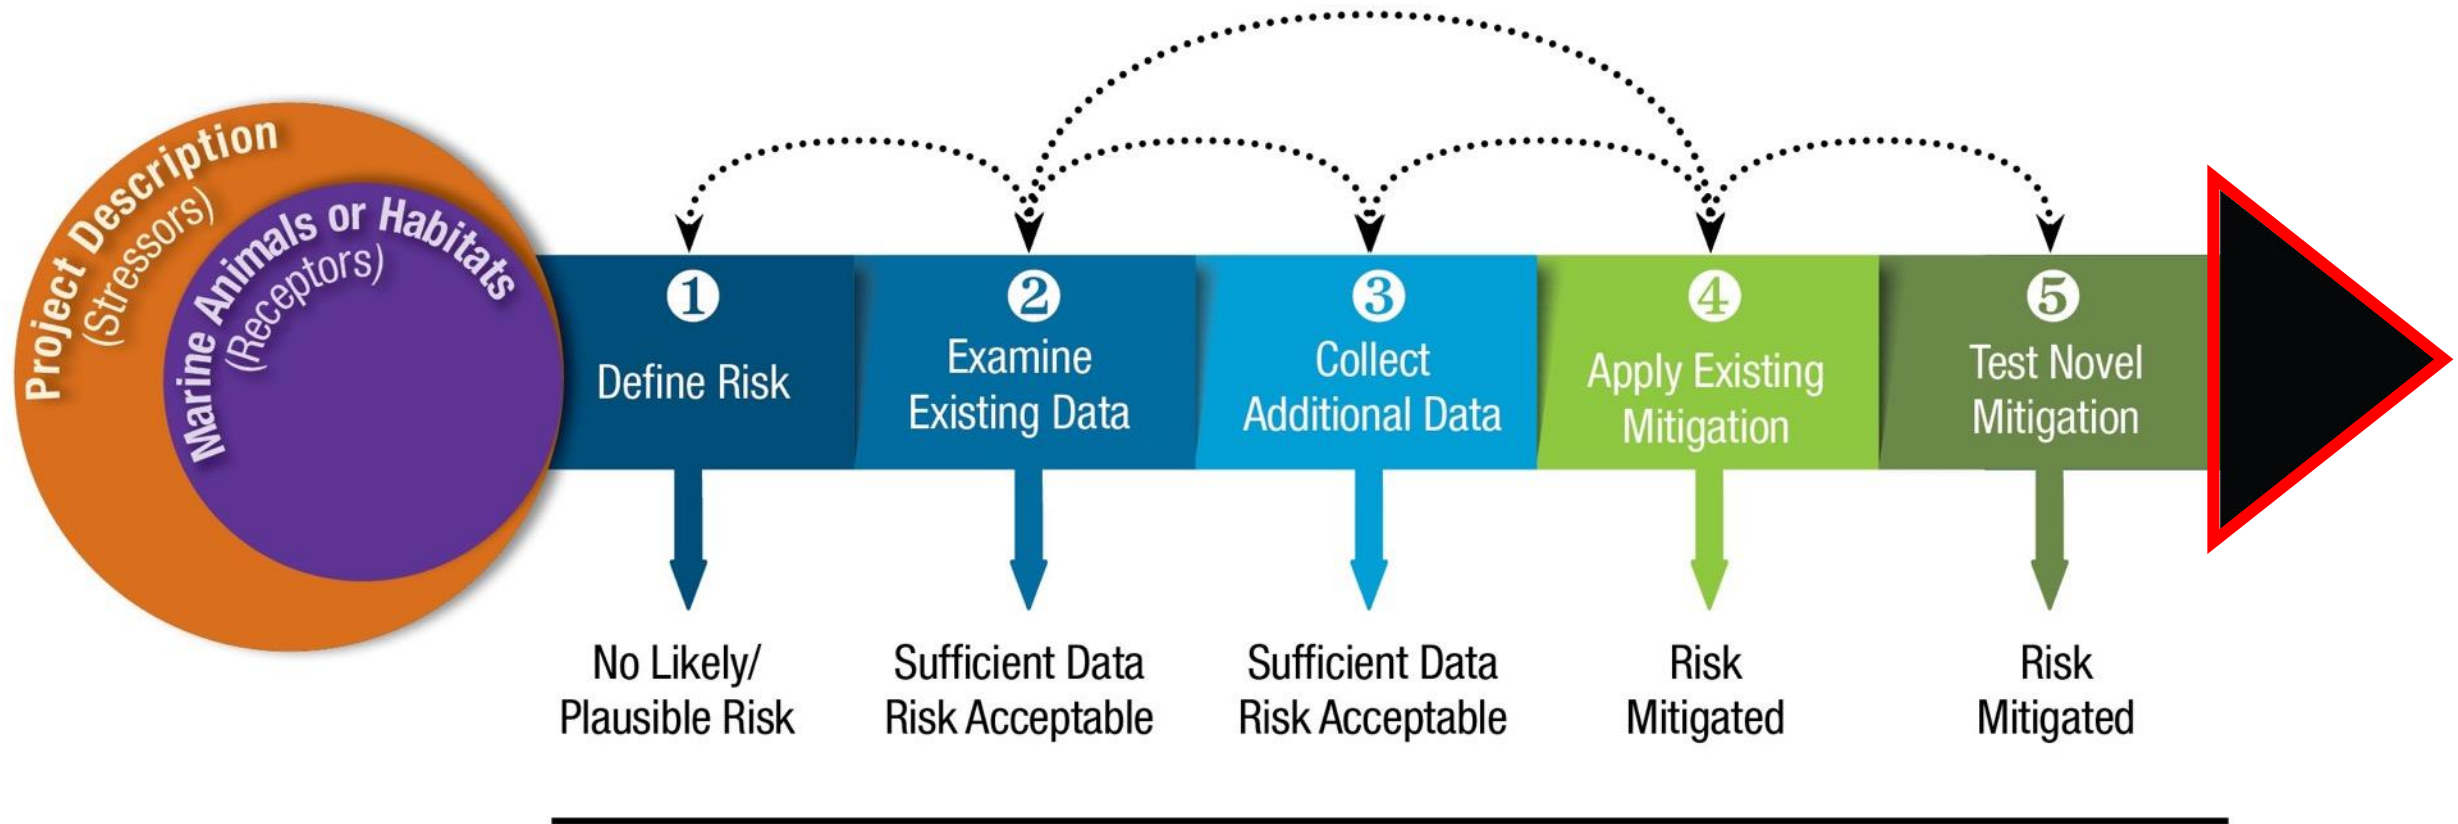 Project Description
(Stressors)
Marine Animals or Habitats
(Receptors)
1
Define Risk
2
Examine
Existing Data
3
Collect
Additional Data
4
Apply Existing
Mitigation
5
Test Novel
Mitigation
No Likely/
Plausible Risk
Sufficient Data
Risk Acceptable
Sufficient Data
Risk Acceptable
Risk
Mitigated
Risk
Mitigated